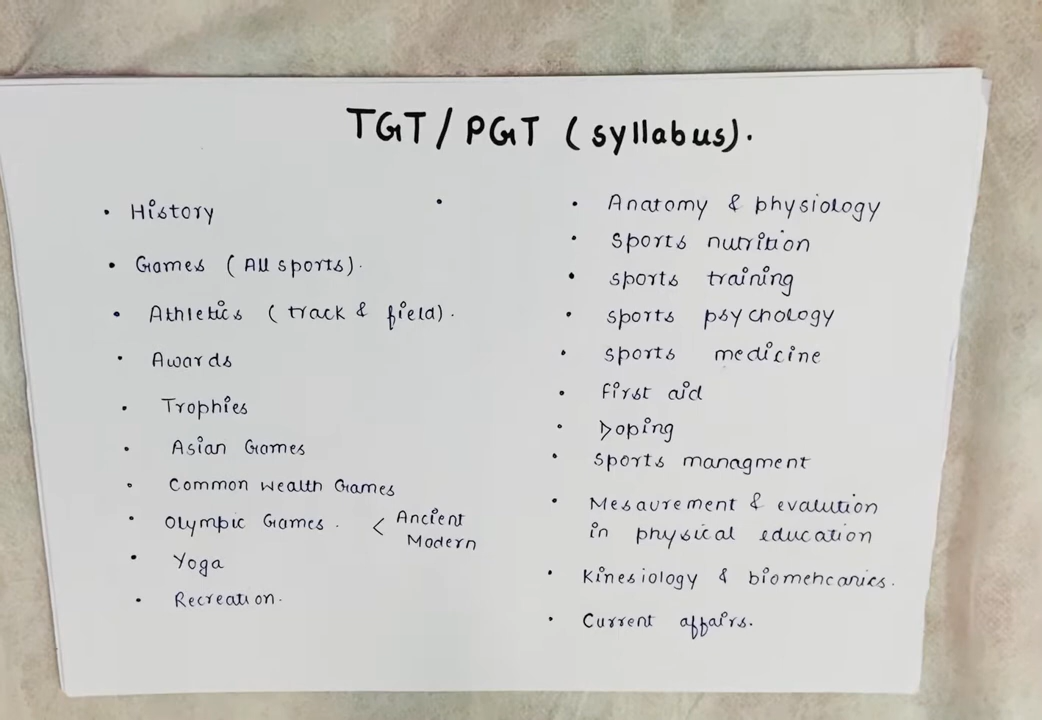 TGT / PGT (syllabus).
• History
• Games (All sports).
• Athletics (track & field).
• Awards
• Trophies
• Asian Games
• Common wealth Games
• Olympic Games. < Ancient
Modern
• Yoga
• Recreation.
• Anatomy & physiology
• sports nutrition
• sports training
• sports psychology
• sports medicine
• first aid
• Doping
• sports managment
• Mesaurement & evalution
in physical education
• Kinesiology & biomehcanics.
• Current affairs.